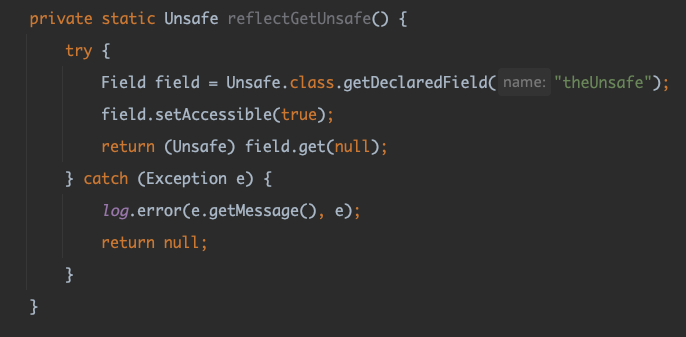 private static Unsafe reflectGetUnsafe() {
try {
Field field = Unsafe.class.getDeclaredField( name: "theUnsafe");
field.setAccessible(true);
return (Unsafe) field.get(null);
} catch (Exception e) {
log.error(e.getMessage(), e);
return null;
}
}